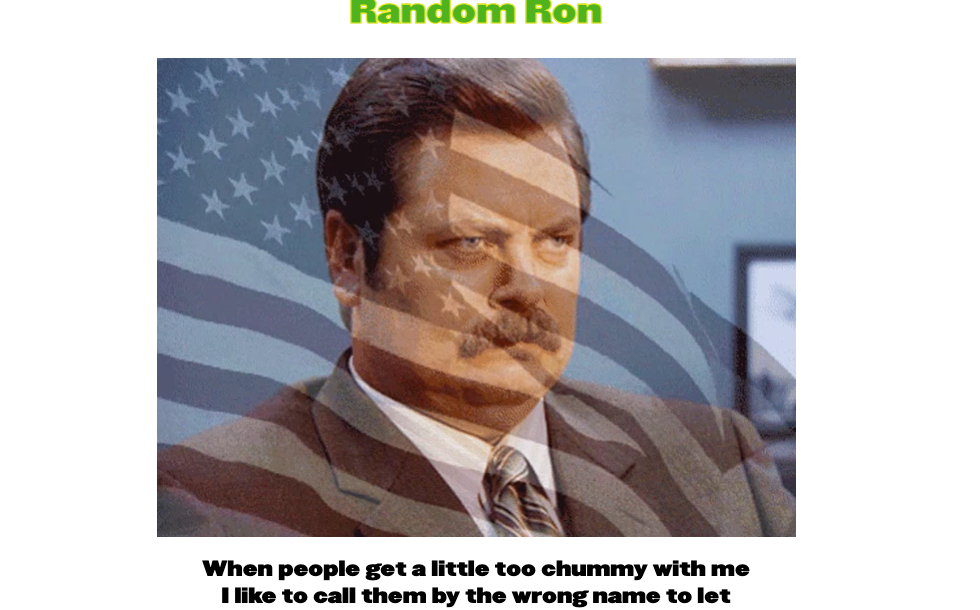 Random Ron
When people get a little too chummy with me
I like to call them by the wrong name to let